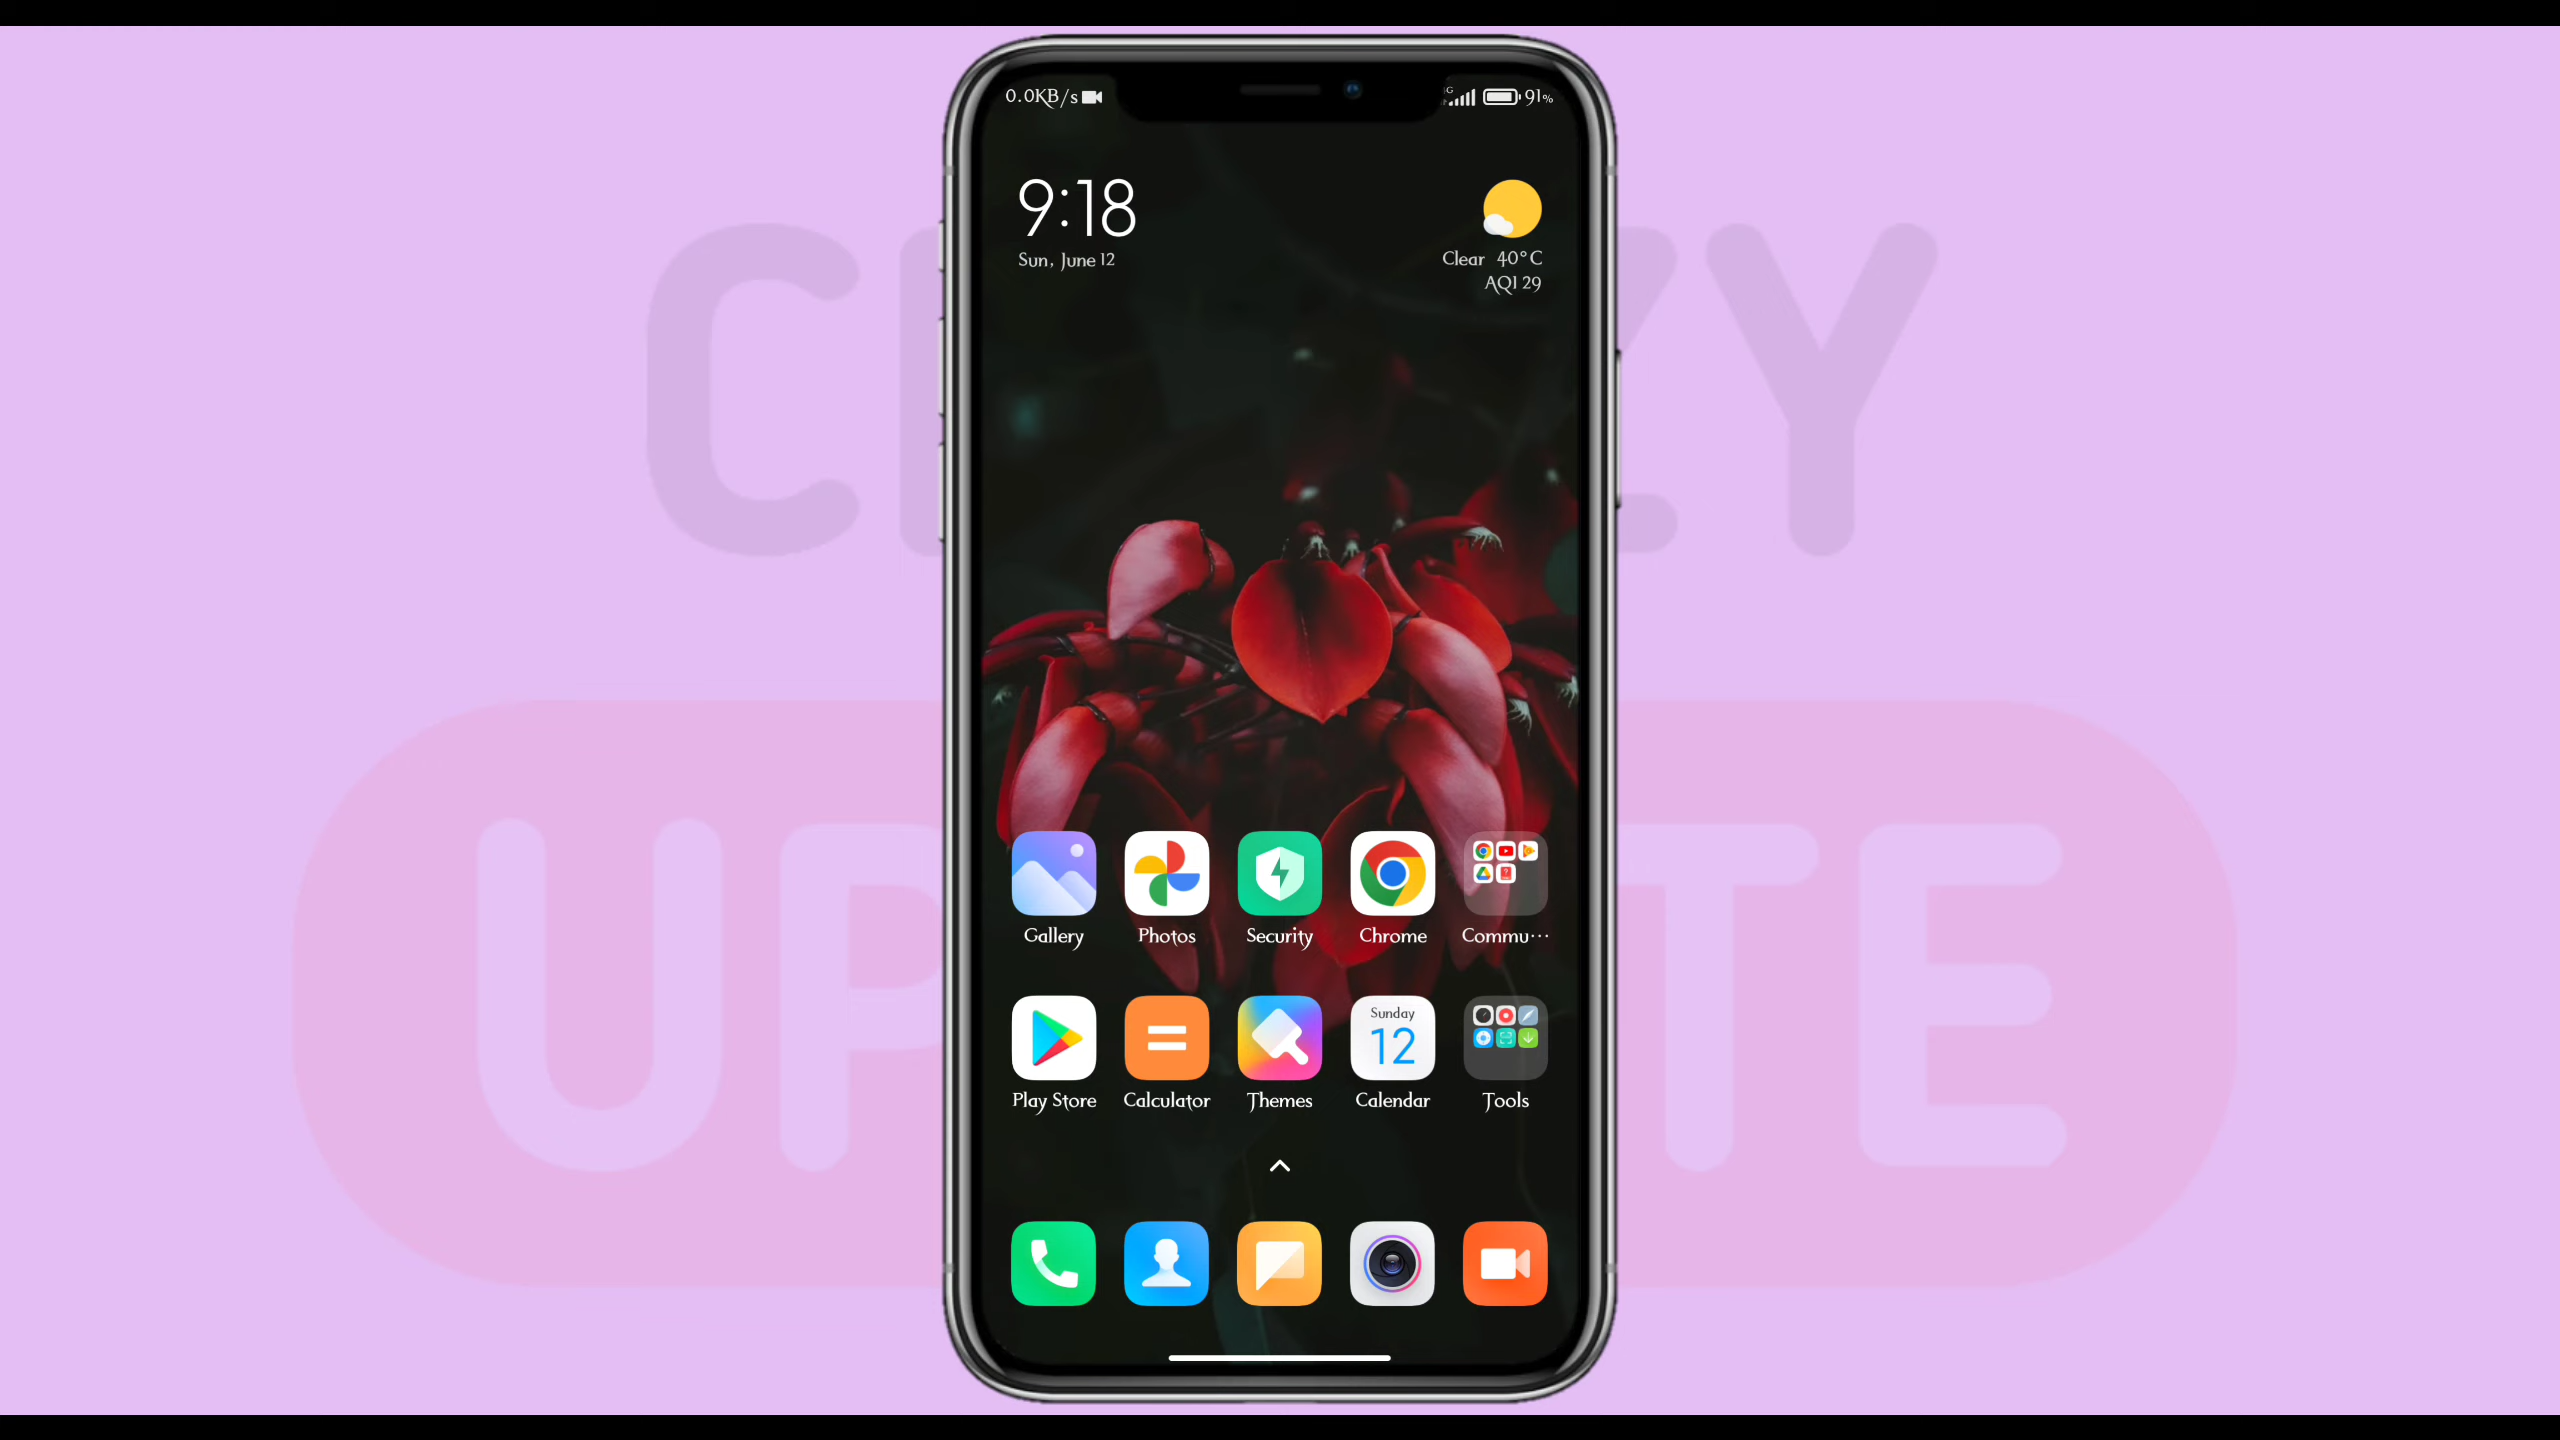 0.0KB/s
91%
9:18
Sun, June 12
Clear 40°C
AQI 29
Gallery
Photos
Security
Chrome
Commu...
Sunday
12
Play Store
Calculator
Themes
Calendar
Tools